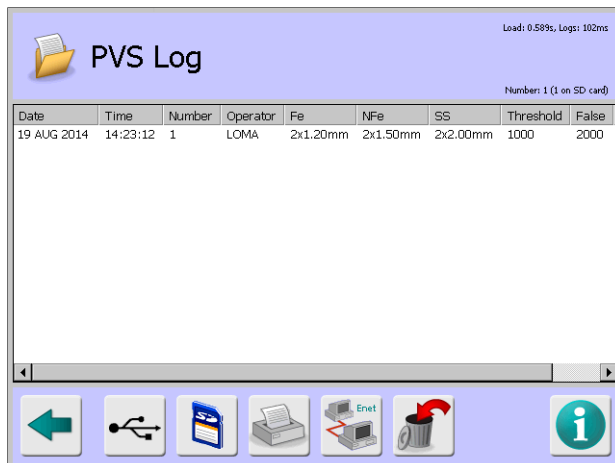 Load: 0.589s, Logs: 102ms
PVS Log
Number: 1 (1 on SD card)
Date Time Number Operator Fe NFe SS Threshold False
19 AUG 2014 14:23:12 1 LOMA 2x1.20mm 2x1.50mm 2x2.00mm 1000 2000
SD Enet